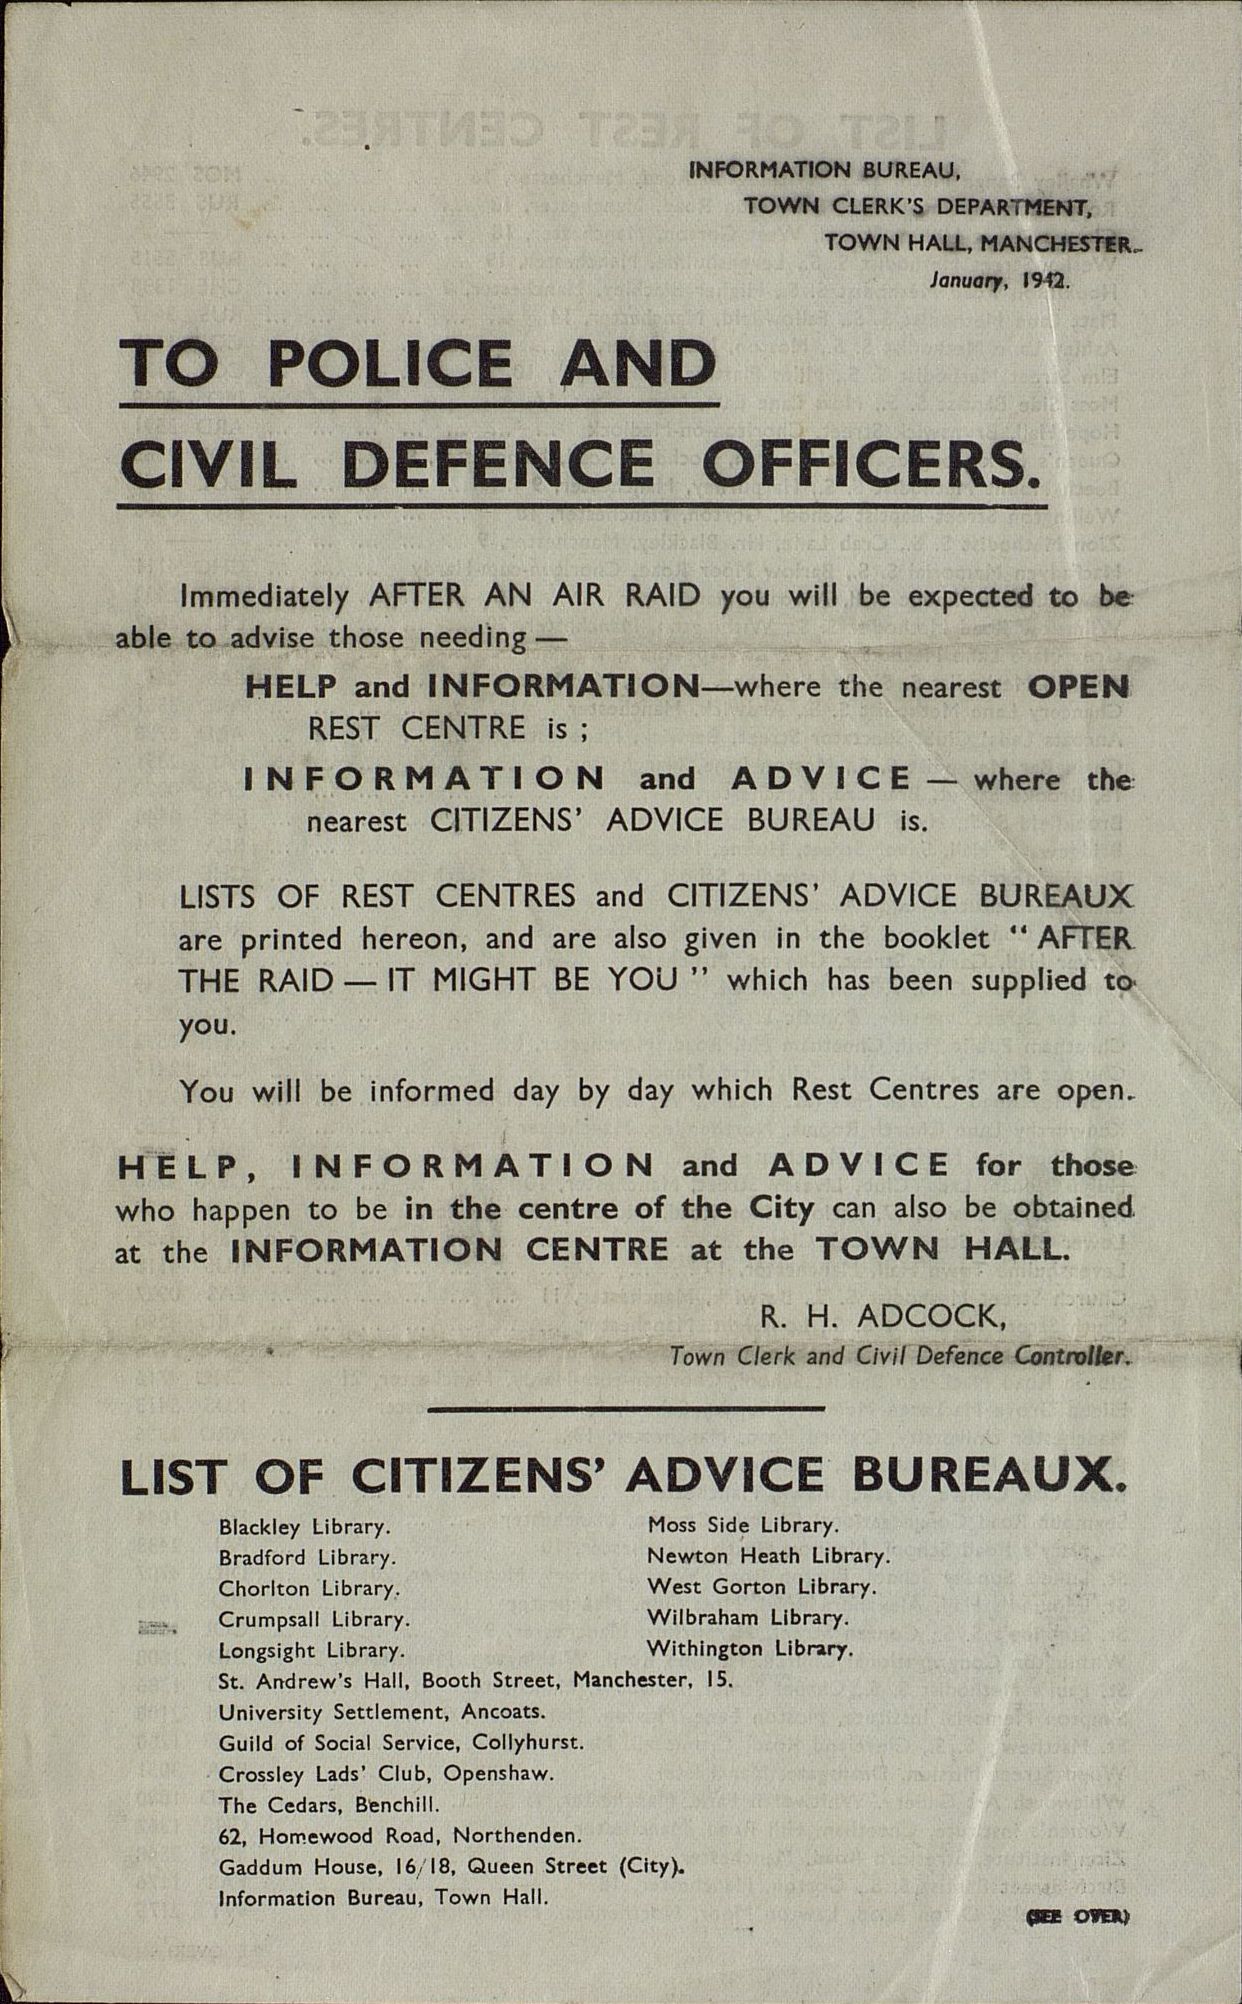 INFORMATION BUREAU,
TOWN CLERK'S DEPARTMENT,
TOWN HALL, MANCHESTER.
January, 1942.
TO POLICE AND
CIVIL DEFENCE OFFICERS.
Immediately AFTER AN AIR RAID you will be expected to be
able to advise those needing —
HELP and INFORMATION—where the nearest OPEN
REST CENTRE is ;
INFORMATION and ADVICE — where the
nearest CITIZENS' ADVICE BUREAU is.
LISTS OF REST CENTRES and CITIZENS' ADVICE BUREAUX
are printed hereon, and are also given in the booklet "AFTER
THE RAID — IT MIGHT BE YOU" which has been supplied to
you.
You will be informed day by day which Rest Centres are open.
HELP, INFORMATION and ADVICE for those
who happen to be in the centre of the City can also be obtained
at the INFORMATION CENTRE at the TOWN HALL.
R. H. ADCOCK,
Town Clerk and Civil Defence Controller.
LIST OF CITIZENS' ADVICE BUREAUX.
Blackley Library.
Bradford Library.
Chorlton Library.
Crumpsall Library.
Longsight Library.
Moss Side Library.
Newton Heath Library.
West Gorton Library.
Wilbraham Library.
Withington Library.
St. Andrew's Hall, Booth Street, Manchester, 15.
University Settlement, Ancoats.
Guild of Social Service, Collyhurst.
Crossley Lads' Club, Openshaw.
The Cedars, Benchill.
62, Homewood Road, Northenden.
Gaddum House, 16/18, Queen Street (City).
Information Bureau, Town Hall.
(SEE OVER)